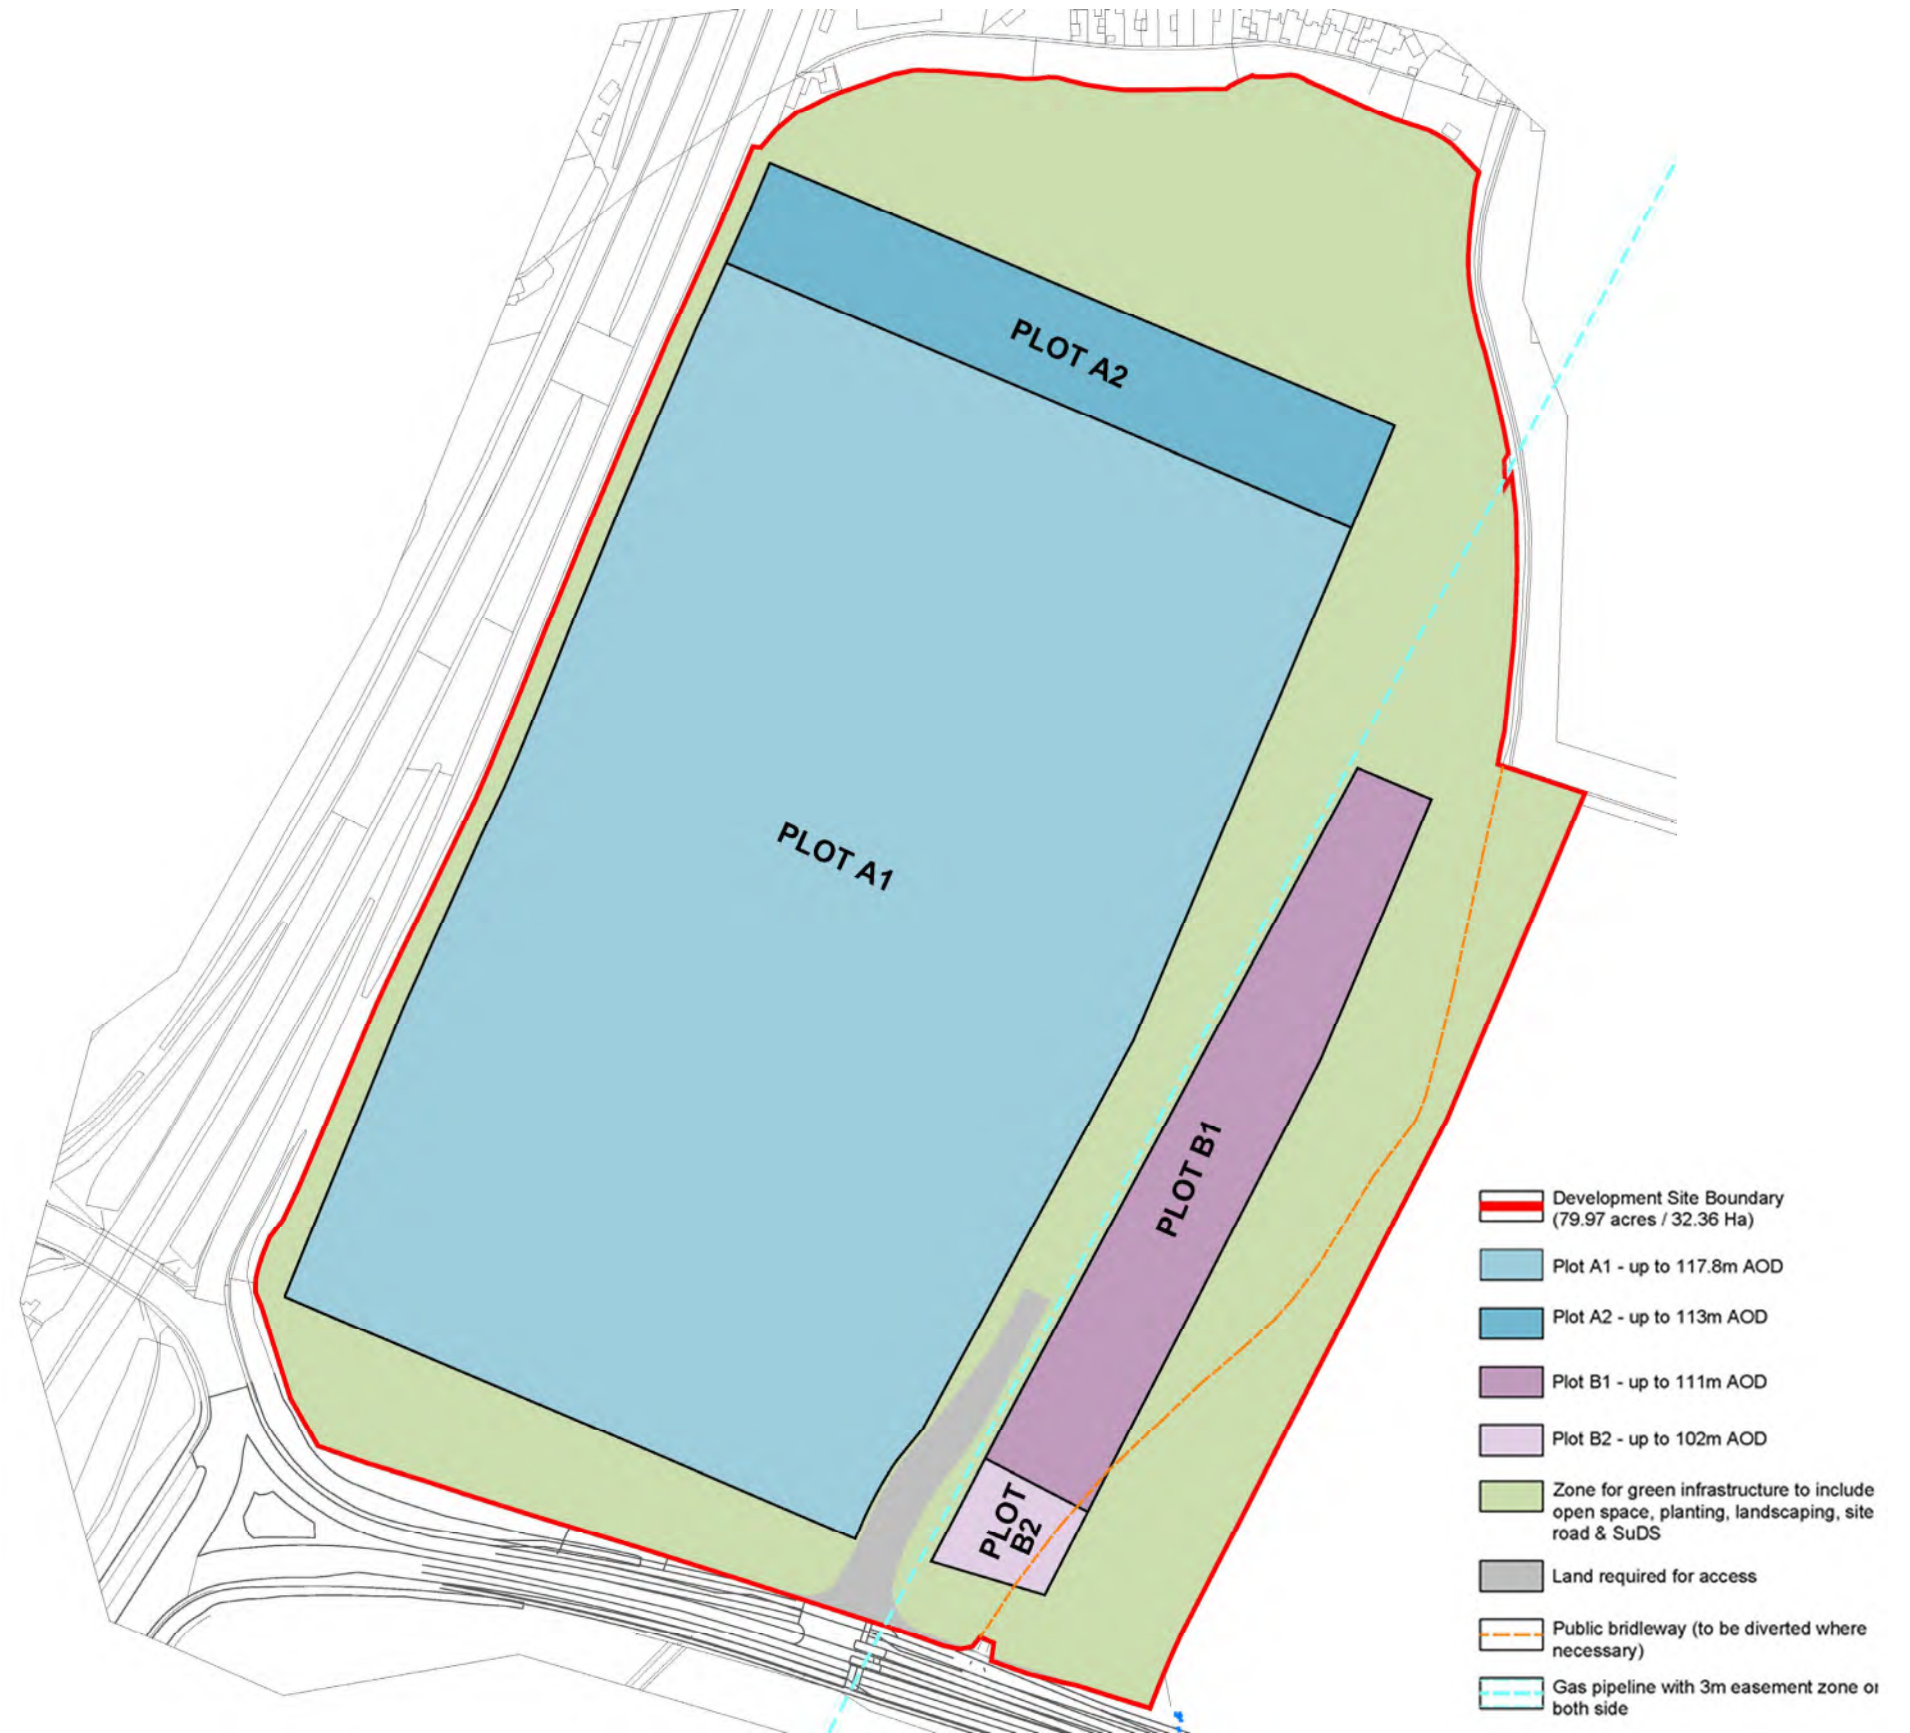 PLOT A2
PLOT A1
PLOT B1
PLOT
B2
Development Site Boundary
(79.97 acres / 32.36 Ha)
Plot A1 - up to 117.8m AOD
Plot A2 - up to 113m AOD
Plot B1 - up to 111m AOD
Plot B2 - up to 102m AOD
Zone for green infrastructure to include
open space, planting, landscaping, site
road & SuDS
Land required for access
Public bridleway (to be diverted where
necessary)
Gas pipeline with 3m easement zone
both side